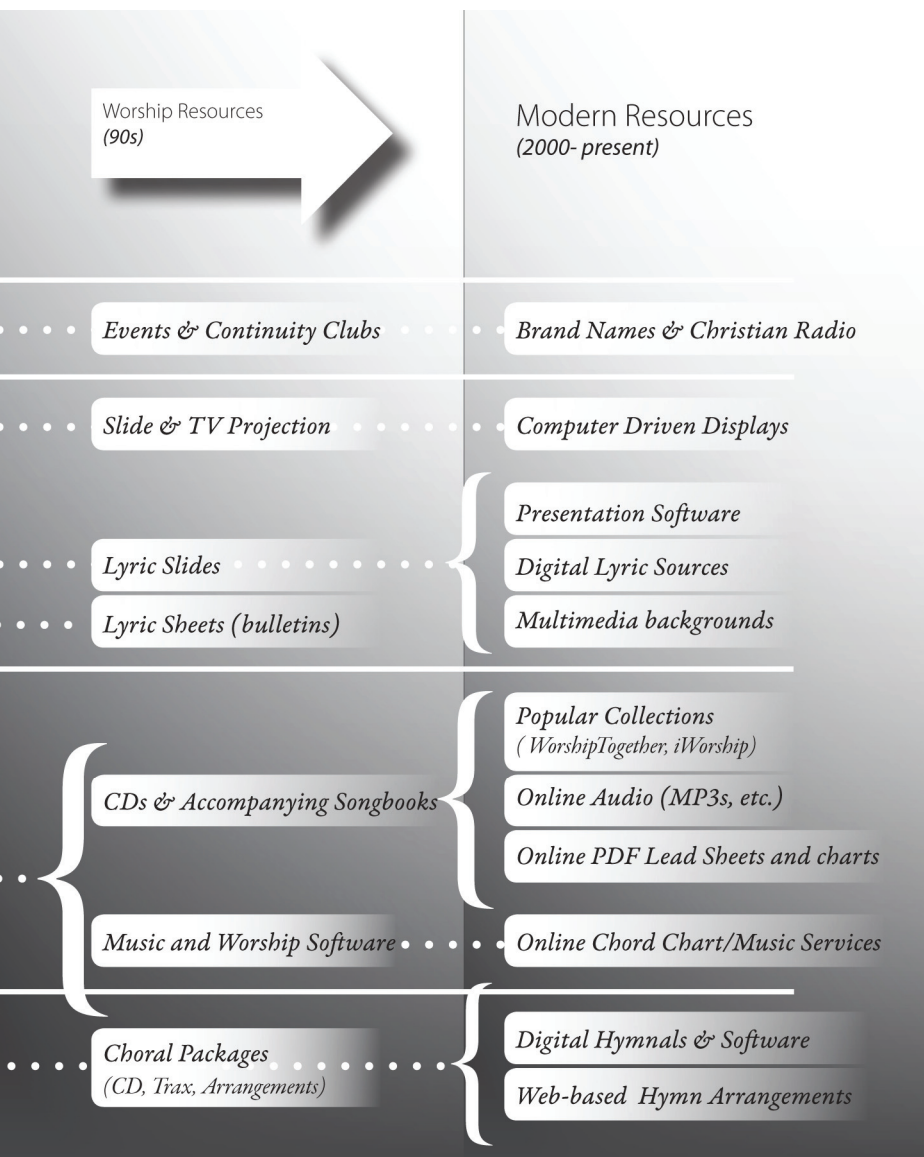 Worship Resources
(90s)
Modern Resources
(2000- present)
Events & Continuity Clubs
Brand Names & Christian Radio
Slide & TV Projection
Computer Driven Displays
Presentation Software
Lyric Slides
Digital Lyric Sources
Lyric Sheets (bulletins)
Multimedia backgrounds
Popular Collections
( WorshipTogether, iWorship)
CDs & Accompanying Songbooks
Online Audio (MP3s, etc.)
Online PDF Lead Sheets and charts
Music and Worship Software
Online Chord Chart/Music Services
Choral Packages
(CD, Trax, Arrangements)
Digital Hymnals & Software
Web-based Hymn Arrangements